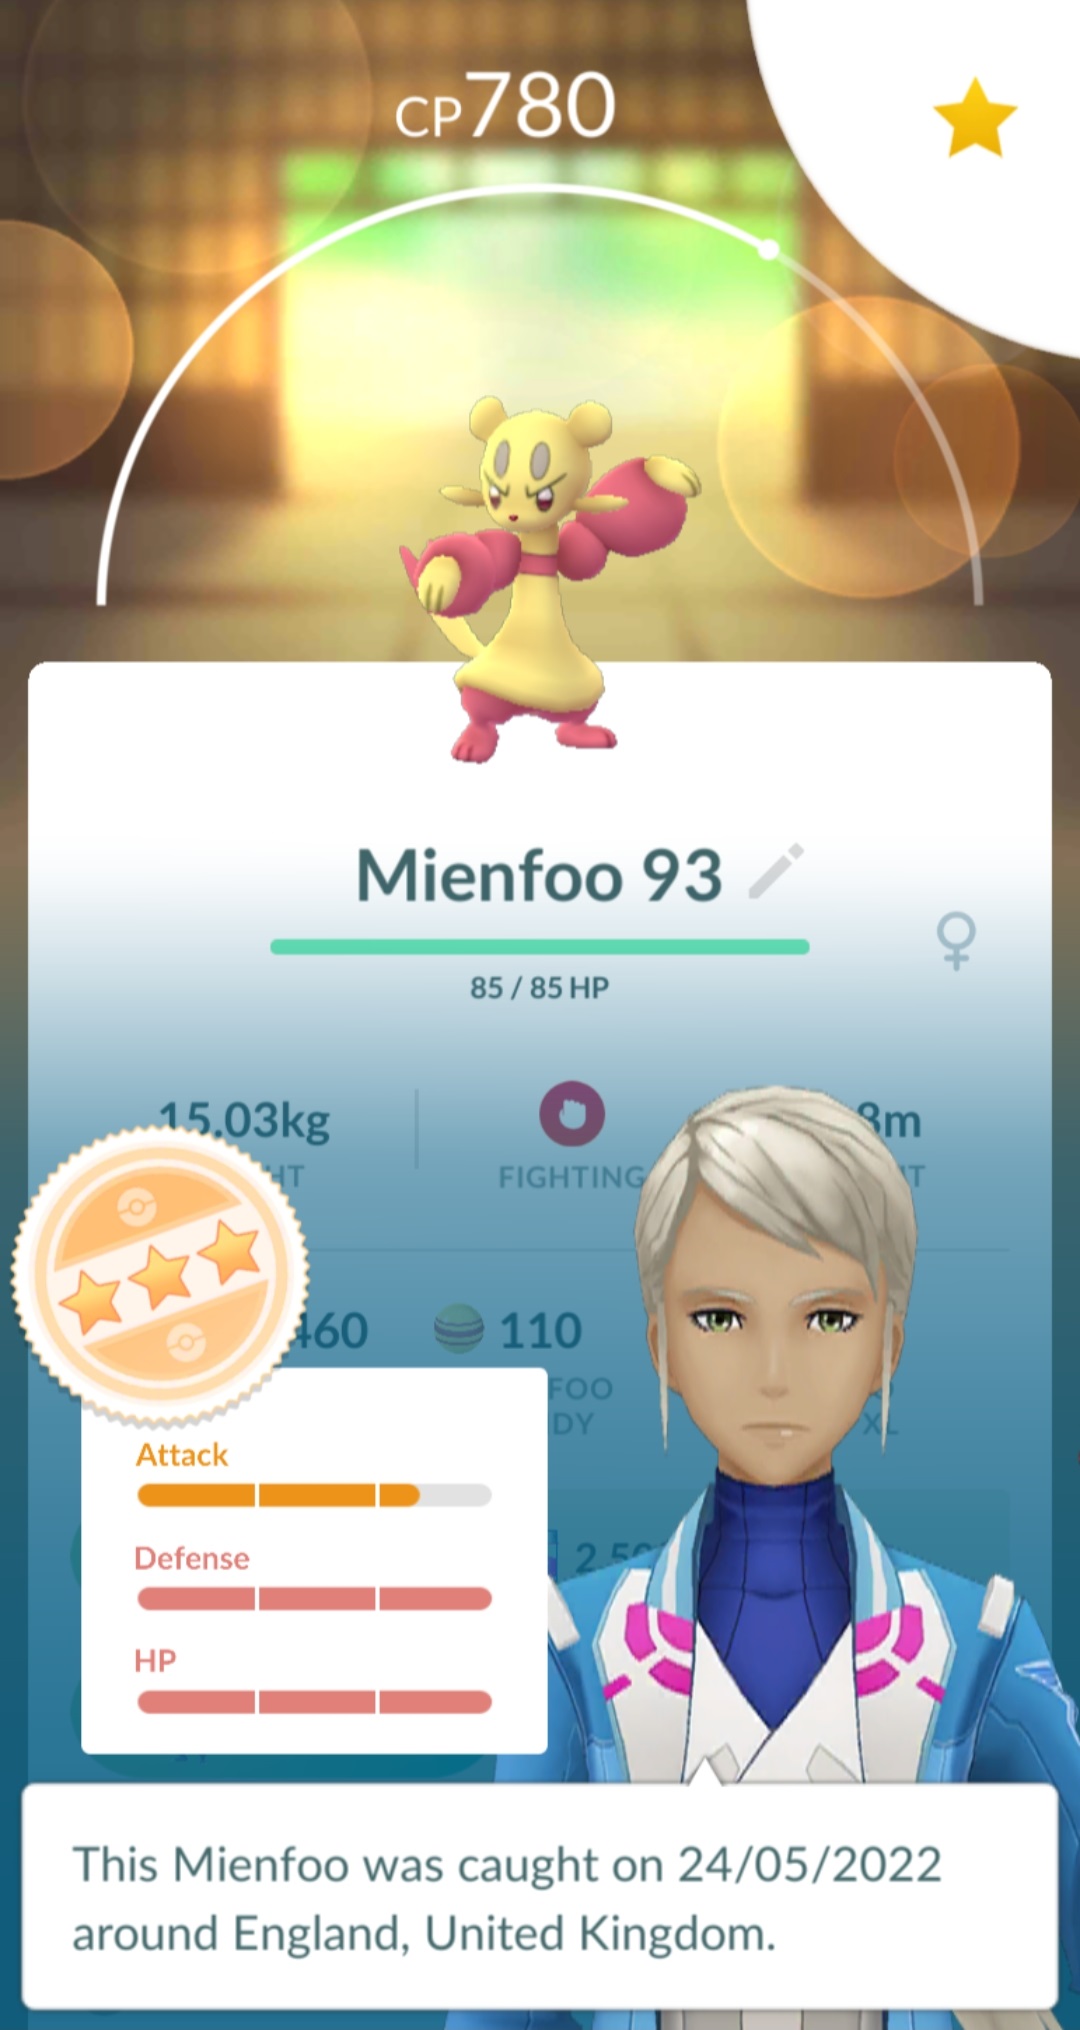 CP780
Mienfoo 93
85 / 85 HP
15.03kg
FIGHTING
110
Attack
Defense
HP
This Mienfoo was caught on 24/05/2022
around England, United Kingdom.